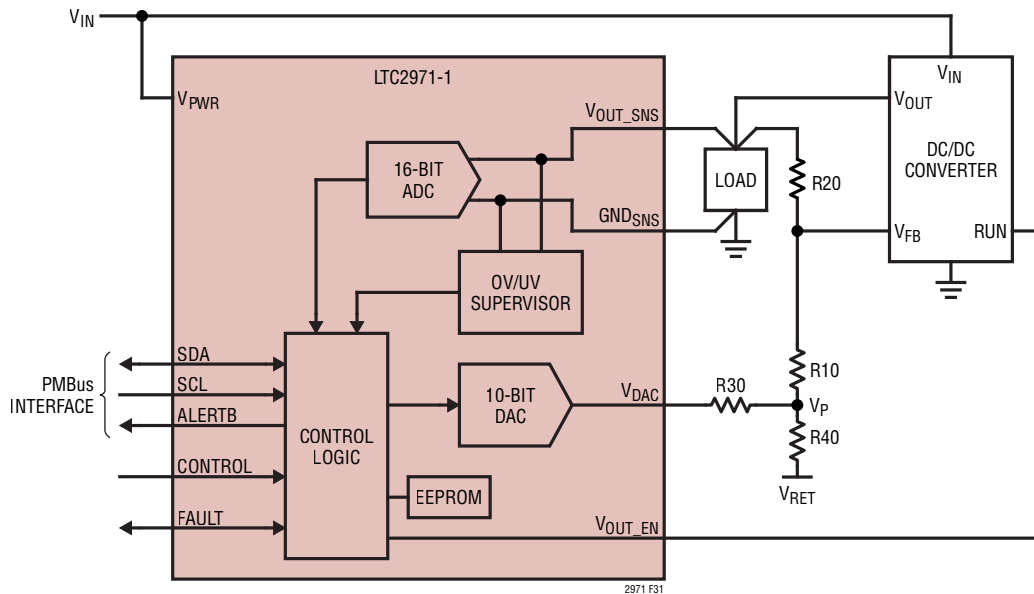 VIN
LTC2971-1
VPWR
VOUT_SNS
16-BIT
ADC
GNDSNS
OV/UV
SUPERVISOR
VIN
VOUT
DC/DC
CONVERTER
LOAD
R20
VFB
RUN
PMBus
INTERFACE
SDA
SCL
ALERTB
CONTROL
FAULT
CONTROL
LOGIC
10-BIT
DAC
EEPROM
VDAC
R30
R10
VP
R40
VRET
VOUT_EN
2971 F31